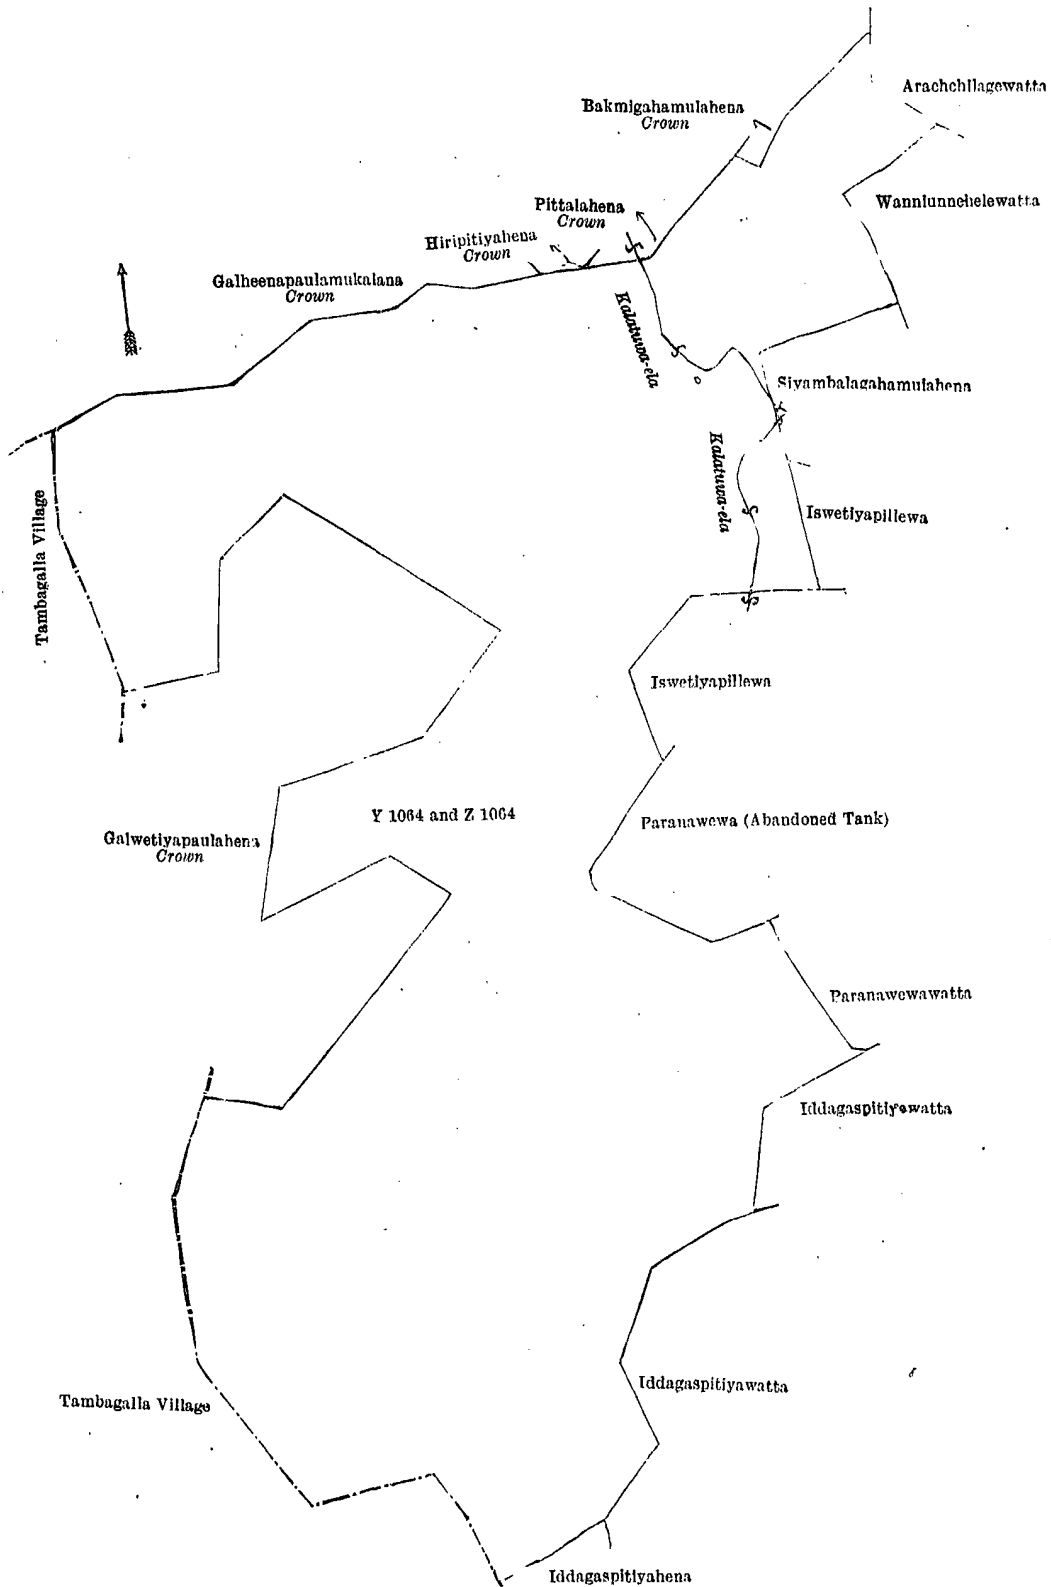 Arachchilagewatta
Bakmigahamulahena
Crown
Wanniunnehelewatta
Pittalahena
Crown
Hiripitiyahena
Crown
Galheenapaulamukalana
Crown
Kalatuwa-ela
Siyambalagahamulahena
Kalatuwa-ela
Iswetiyapillewa
Tambagalla Village
Iswetiyapillewa
Y 1064 and Z 1064
Paranawewa (Abandoned Tank)
Galwetiyapaulahena
Crown
Paranawewawatta
Iddagaspitiyawatta
Iddagaspitiyawatta
Tambagalla Village
Iddagaspitiyahena